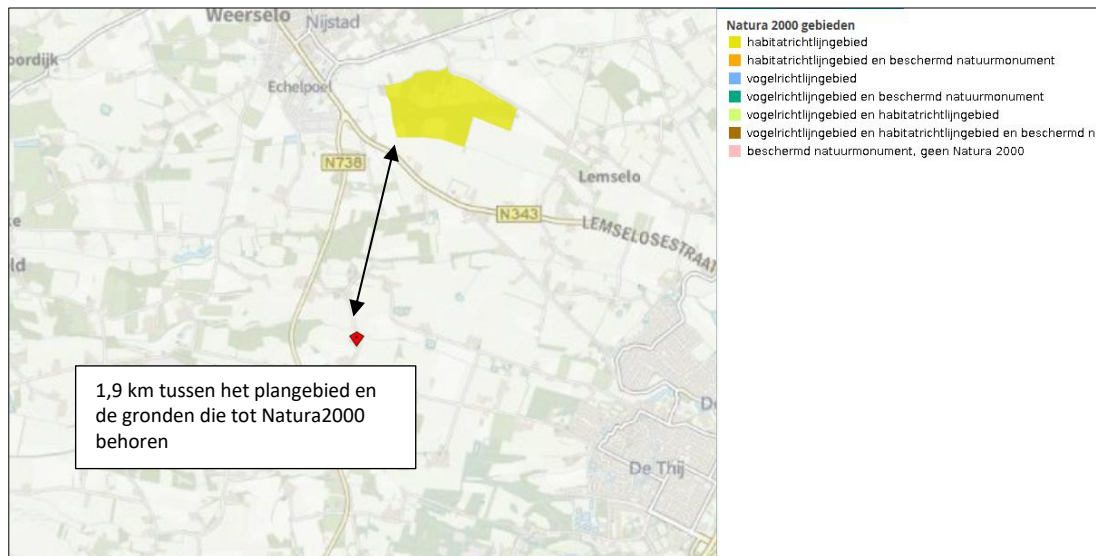 Weerselo
Nijstad
oordijk
Echelpoel
N738
Lemselo
N343
LEMSELOSESTRAAT
ke
ld
1,9 km tussen het plangebied en
de gronden die tot Natura2000
behoren
De
De Thij
Natura 2000 gebieden
habitatrichtlijngebied
habitatrichtlijngebied en beschermd natuurmonument
vogelrichtlijngebied
vogelrichtlijngebied en beschermd natuurmonument
vogelrichtlijngebied en habitatrichtlijngebied
vogelrichtlijngebied en habitatrichtlijngebied en beschermd n
beschermd natuurmonument, geen Natura 2000